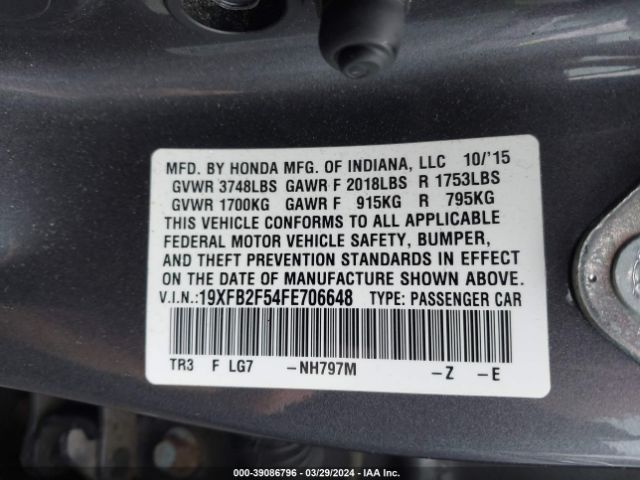 MFD. BY HONDA MFG. OF INDIANA, LLC 10/'15
GVWR 3748LBS GAWR F 2018LBS R 1753LBS
GVWR 1700KG GAWR F 915KG R 795KG
THIS VEHICLE CONFORMS TO ALL APPLICABLE
FEDERAL MOTOR VEHICLE SAFETY, BUMPER,
AND THEFT PREVENTION STANDARDS IN EFFECT
ON THE DATE OF MANUFACTURE SHOWN ABOVE.
V.I.N.:19XFB2F54FE706648 TYPE: PASSENGER CAR
TR3 F LG7 -NH797M -Z -E
000-39086796 - 03/29/2024 - IAA Inc.